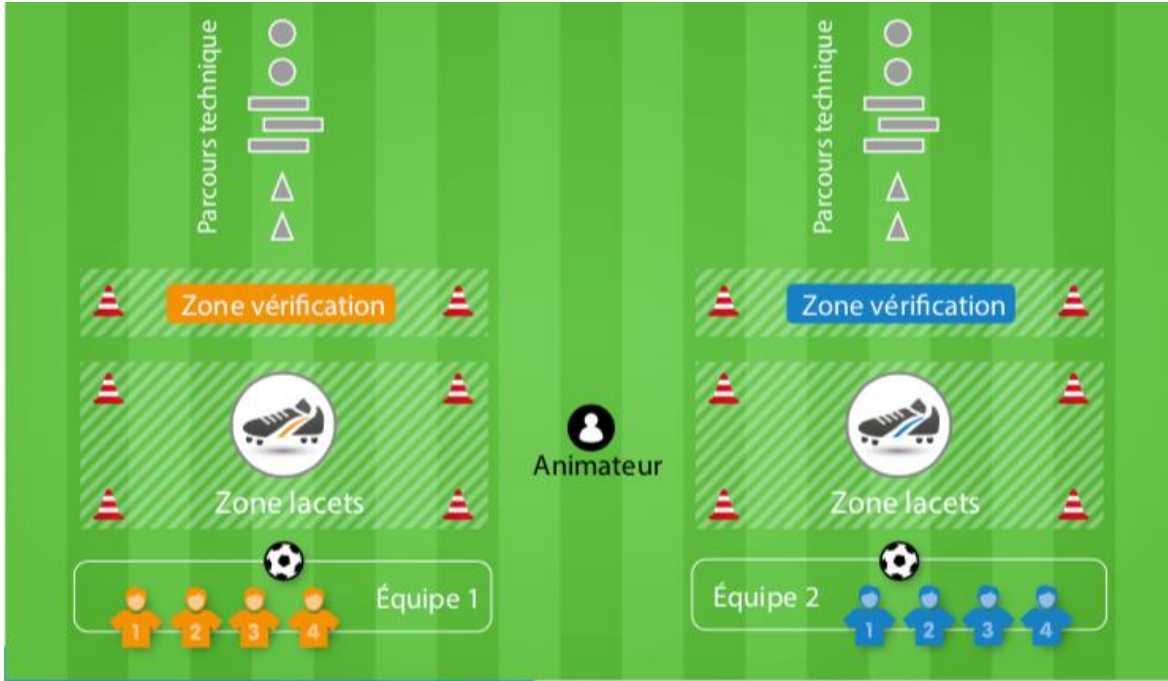 Parcours technique
Parcours technique
Zone vérification
Zone vérification
Zone lacets
Zone lacets
Animateur
Équipe 1
1
2
3
4
Équipe 2
1
2
3
4